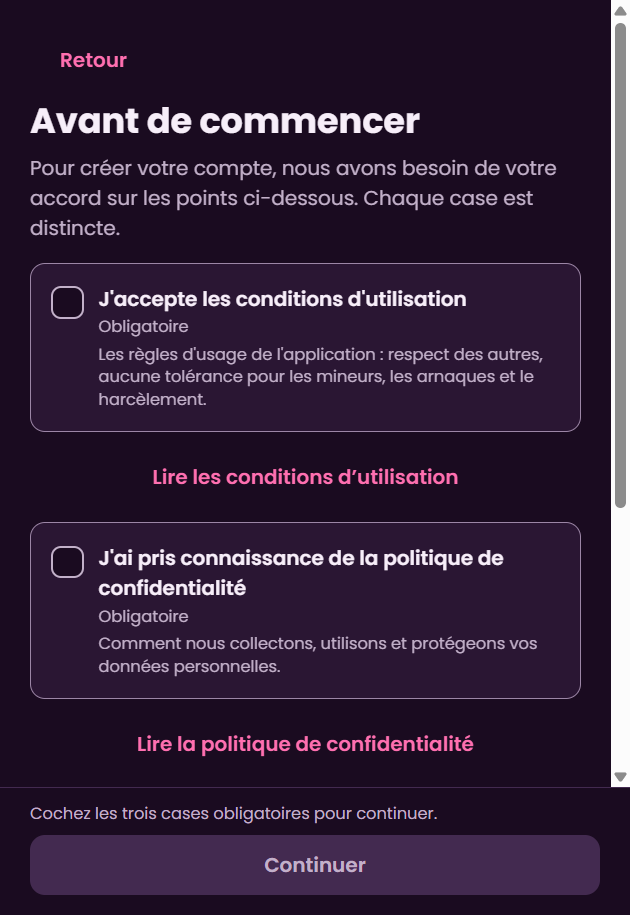 Retour
Avant de commencer
Pour créer votre compte, nous avons besoin de votre
accord sur les points ci-dessous. Chaque case est
distincte.
J'accepte les conditions d'utilisation
Obligatoire
Les règles d'usage de l'application : respect des autres,
aucune tolérance pour les mineurs, les arnaques et le
harcèlement.
Lire les conditions d’utilisation
J'ai pris connaissance de la politique de
confidentialité
Obligatoire
Comment nous collectons, utilisons et protégeons vos
données personnelles.
Lire la politique de confidentialité
Cochez les trois cases obligatoires pour continuer.
Continuer